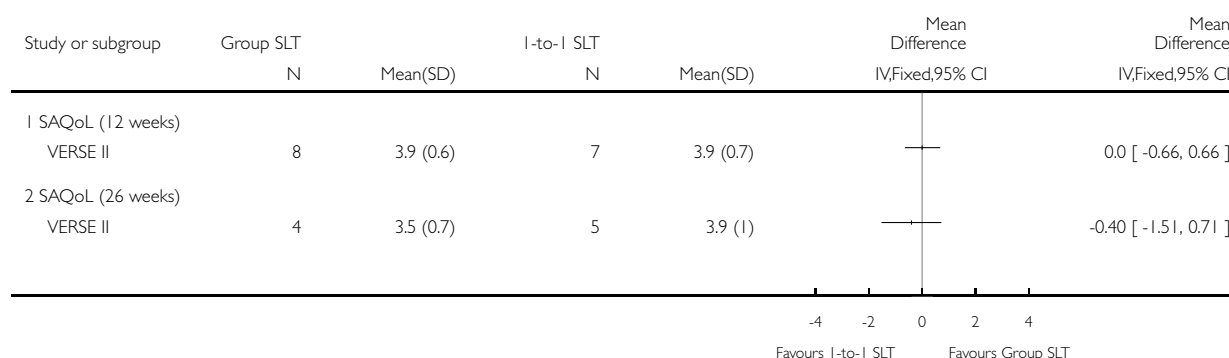 Study or subgroup Group SLT 1-to-1 SLT Mean Difference Mean Difference
N Mean(SD) N Mean(SD) IV,Fixed,95% CI IV,Fixed,95% CI
1 SAQoL (12 weeks)
VERSE II 8 3.9 (0.6) 7 3.9 (0.7) 0.0 [ -0.66, 0.66 ]
2 SAQoL (26 weeks)
VERSE II 4 3.5 (0.7) 5 3.9 (1) -0.40 [ -1.51, 0.71 ]
-4 -2 0 2 4
Favours 1-to-1 SLT Favours Group SLT